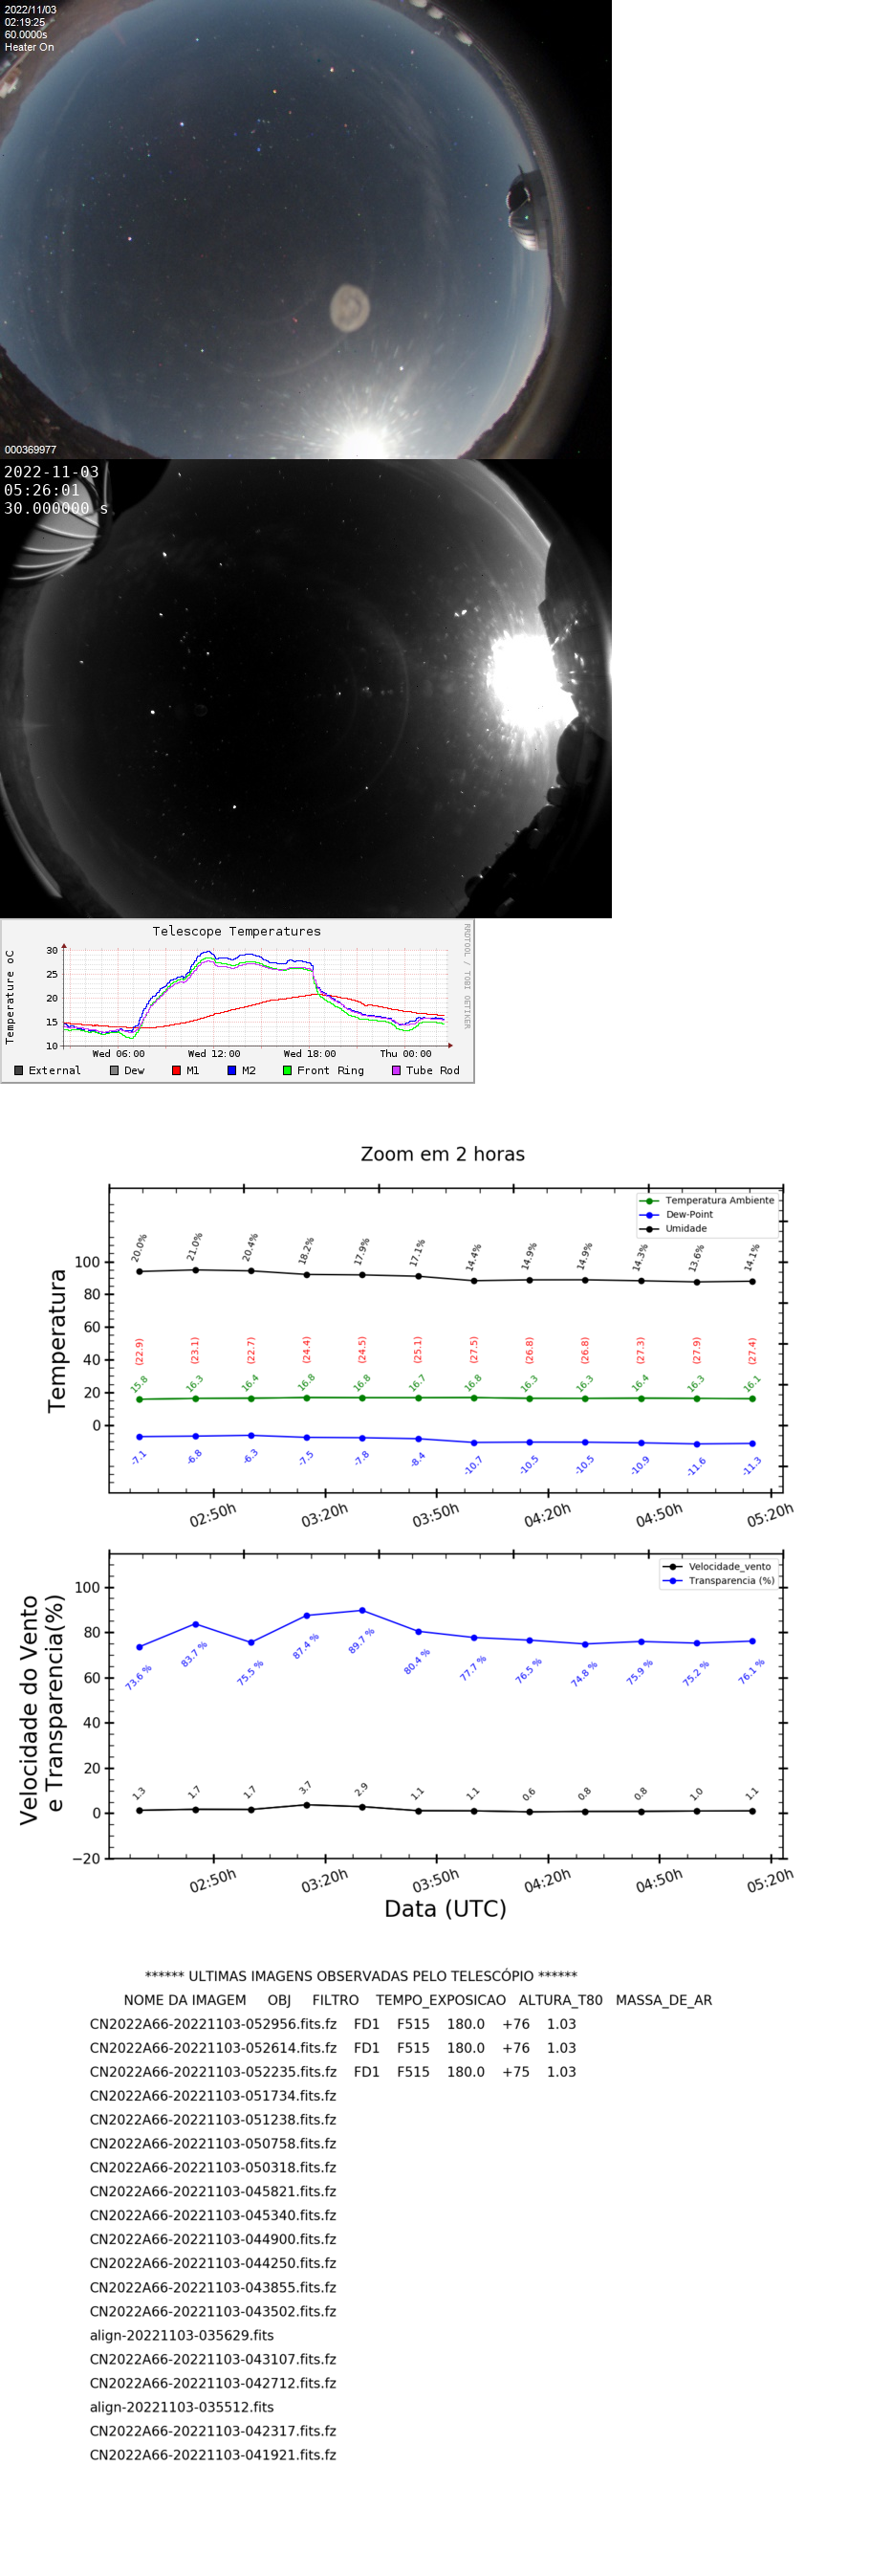 2022/11/03
02:19:25
60.0000s
Heater On
000369977
2022-11-03
05:26:01
30.000000 s
Telescope Temperatures
Temperature oC
RRDTOOL / TOBI OETIKER
30
25
20
15
10
Wed 06:00 Wed 12:00 Wed 18:00 Thu 00:00
External Dew M1 M2 Front Ring Tube Rod
Zoom em 2 horas
Temperatura
Temperatura Ambiente
Dew-Point
Umidade
100
80
60
40
20
0
20.0% 21.0% 20.4% 18.2% 17.9% 17.1% 14.4% 14.9% 14.9% 14.3% 13.6% 14.1%
(22.9) (23.1) (22.7) (24.4) (24.5) (25.1) (27.5) (26.8) (26.8) (27.3) (27.9) (27.4)
15.8 16.3 16.4 16.8 16.8 16.7 16.8 16.3 16.3 16.4 16.3 16.1
-7.1 -6.8 -6.3 -7.5 -7.8 -8.4 -10.7 -10.5 -10.5 -10.9 -11.6 -11.3
02:50h 03:20h 03:50h 04:20h 04:50h 05:20h
Velocidade do Vento
e Transparencia(%)
Velocidade_vento
Transparencia (%)
100
80
60
40
20
0
−20
73.6 % 83.7 % 75.5 % 87.4 % 89.7 % 80.4 % 77.7 % 76.5 % 74.8 % 75.9 % 75.2 % 76.1 %
1.3 1.7 1.7 3.7 2.9 1.1 1.1 0.6 0.8 0.8 1.0 1.1
02:50h 03:20h 03:50h 04:20h 04:50h 05:20h
Data (UTC)
****** ULTIMAS IMAGENS OBSERVADAS PELO TELESCÓPIO ******
NOME DA IMAGEM OBJ FILTRO TEMPO_EXPOSICAO ALTURA_T80 MASSA_DE_AR
CN2022A66-20221103-052956.fits.fz FD1 F515 180.0 +76 1.03
CN2022A66-20221103-052614.fits.fz FD1 F515 180.0 +76 1.03
CN2022A66-20221103-052235.fits.fz FD1 F515 180.0 +75 1.03
CN2022A66-20221103-051734.fits.fz
CN2022A66-20221103-051238.fits.fz
CN2022A66-20221103-050758.fits.fz
CN2022A66-20221103-050318.fits.fz
CN2022A66-20221103-045821.fits.fz
CN2022A66-20221103-045340.fits.fz
CN2022A66-20221103-044900.fits.fz
CN2022A66-20221103-044250.fits.fz
CN2022A66-20221103-043855.fits.fz
CN2022A66-20221103-043502.fits.fz
align-20221103-035629.fits
CN2022A66-20221103-043107.fits.fz
CN2022A66-20221103-042712.fits.fz
align-20221103-035512.fits
CN2022A66-20221103-042317.fits.fz
CN2022A66-20221103-041921.fits.fz